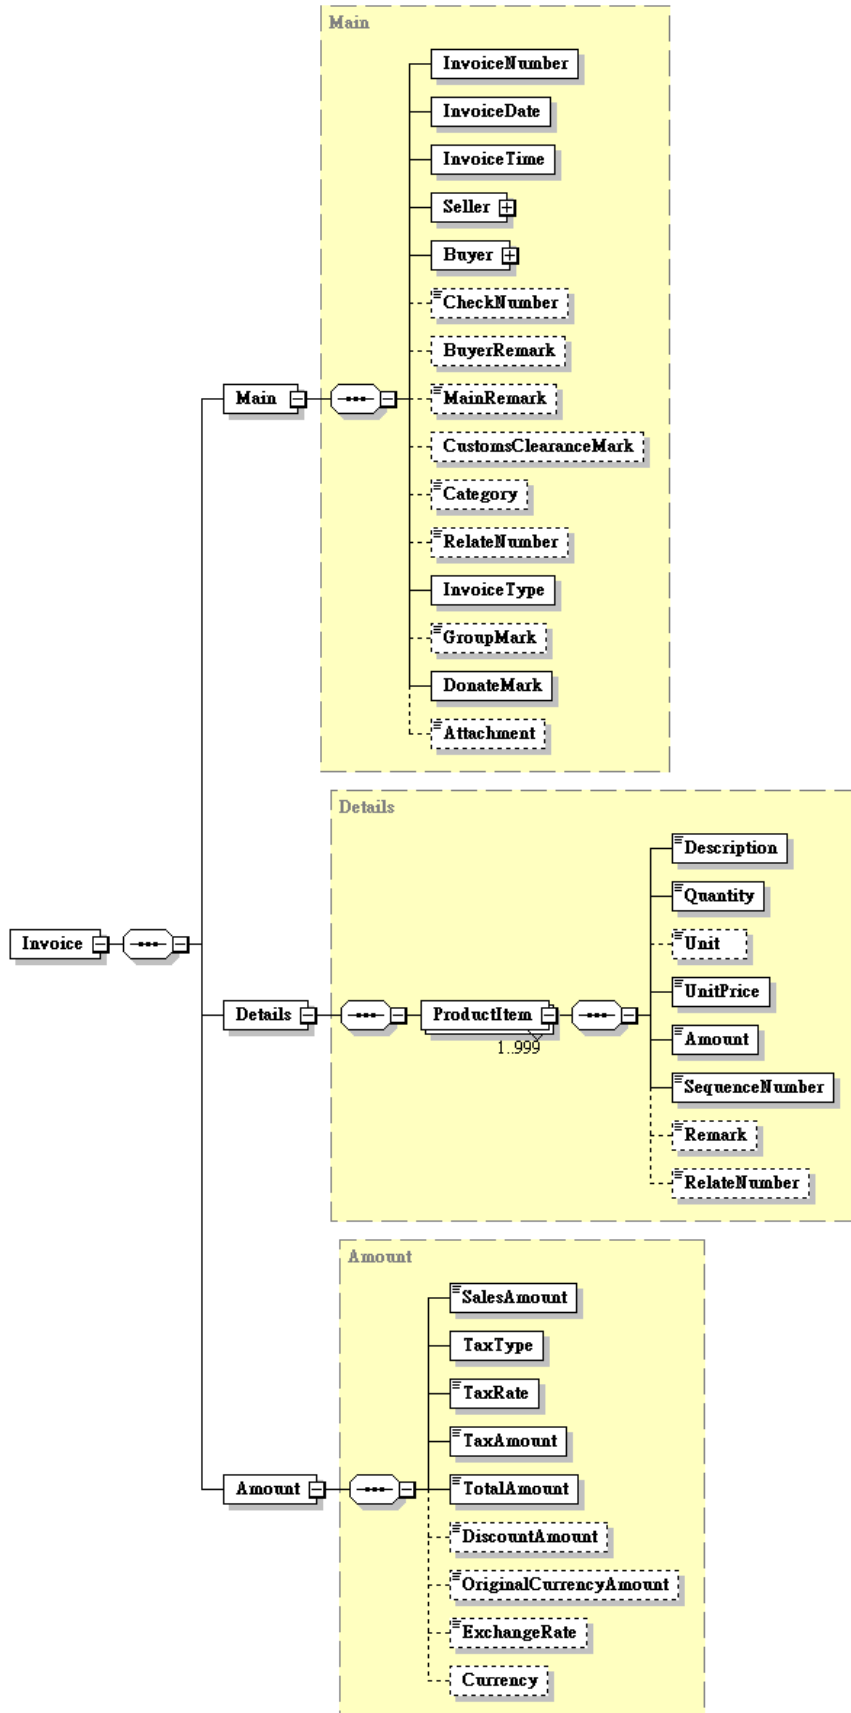 Main
InvoiceNumber
InvoiceDate
InvoiceTime
Seller
Buyer
CheckNumber
BuyerRemark
Main
MainRemark
CustomsClearanceMark
Category
RelateNumber
InvoiceType
GroupMark
DonateMark
Attachment
Details
Description
Quantity
Invoice
Unit
UnitPrice
Details
ProductItem
1..999
Amount
SequenceNumber
Remark
RelateNumber
Amount
SalesAmount
TaxType
TaxRate
TaxAmount
Amount
TotalAmount
DiscountAmount
OriginalCurrencyAmount
ExchangeRate
Currency